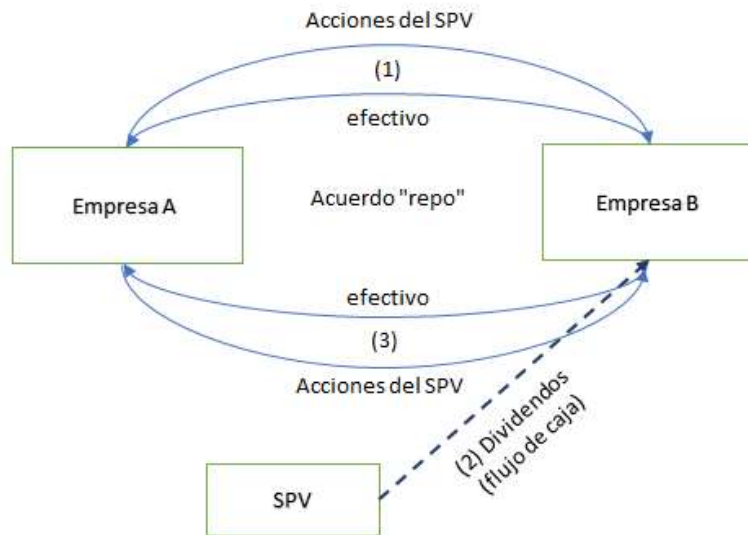 Acciones del SPV
(1)
efectivo
Empresa A
Acuerdo "repo"
Empresa B
efectivo
(3)
Acciones del SPV
(2) Dividendos
(flujo de caja)
SPV